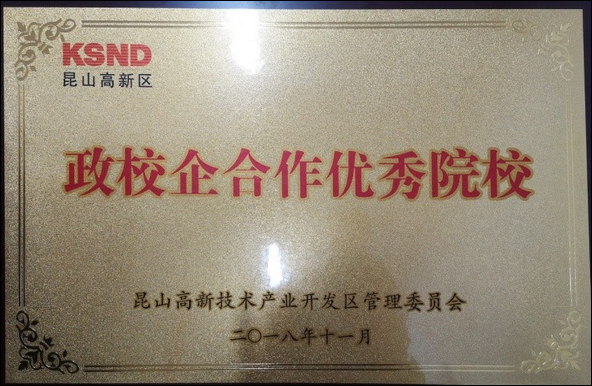 KSND
昆山高新区
政校企合作优秀院校
昆山高新技术产业开发区管理委员会
二〇一八年十一月